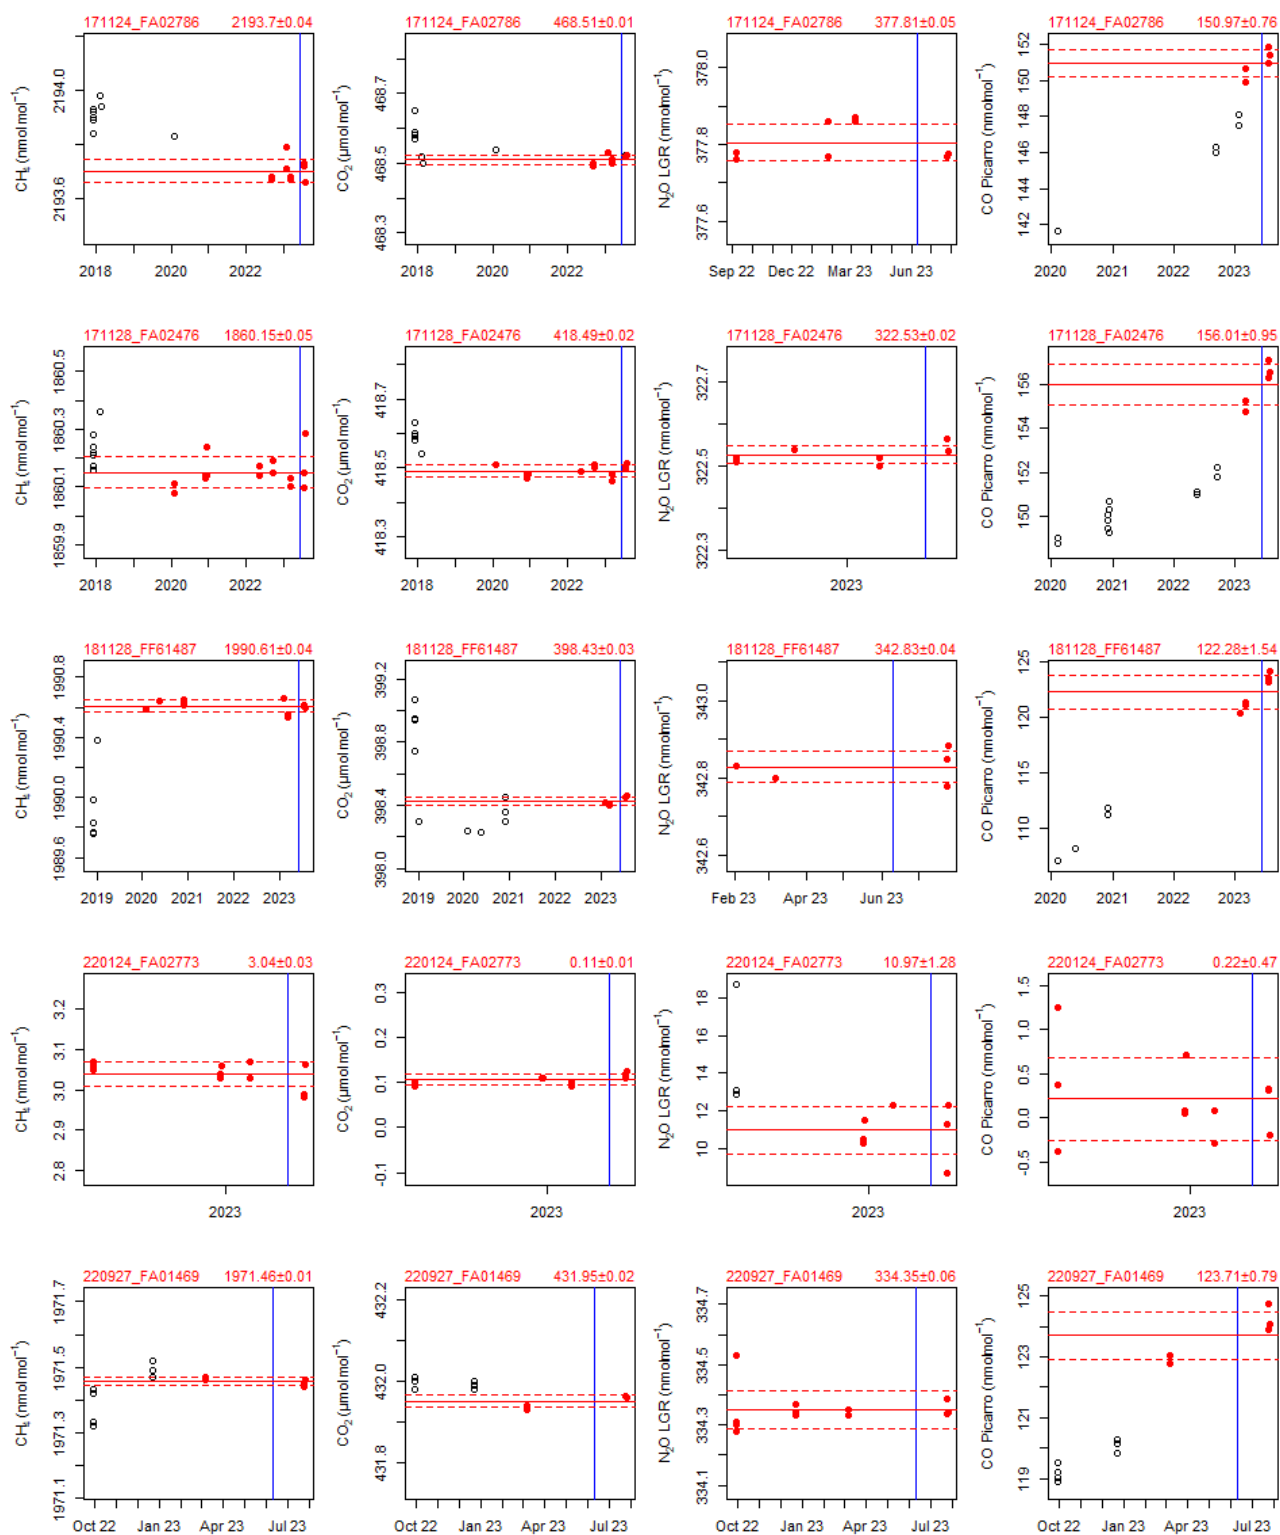 171124_FA02786 2193.7±0.04
CH₄ (nmol mol⁻¹)
2193.6 2194.0
2018 2020 2022
171124_FA02786 468.51±0.01
CO₂ (µmol mol⁻¹)
468.3 468.5 468.7
2018 2020 2022
171124_FA02786 377.81±0.05
N₂O LGR (nmol mol⁻¹)
377.6 377.8 378.0
Sep 22 Dec 22 Mar 23 Jun 23
171124_FA02786 150.97±0.76
CO Picarro (nmol mol⁻¹)
142 144 146 148 150 152
2020 2021 2022 2023
171128_FA02476 1860.15±0.05
CH₄ (nmol mol⁻¹)
1859.9 1860.1 1860.3 1860.5
2018 2020 2022
171128_FA02476 418.49±0.02
CO₂ (µmol mol⁻¹)
418.3 418.5 418.7
2018 2020 2022
171128_FA02476 322.53±0.02
N₂O LGR (nmol mol⁻¹)
322.3 322.5 322.7
2023
171128_FA02476 156.01±0.95
CO Picarro (nmol mol⁻¹)
150 152 154 156
2020 2021 2022 2023
181128_FF61487 1990.61±0.04
CH₄ (nmol mol⁻¹)
1989.6 1990.0 1990.4 1990.8
2019 2020 2022 2023
181128_FF61487 398.43±0.03
CO₂ (µmol mol⁻¹)
398.0 398.4 398.8 399.2
2019 2020 2022 2023
181128_FF61487 342.83±0.04
N₂O LGR (nmol mol⁻¹)
342.6 342.8 343.0
Feb 23 Apr 23 Jun 23
181128_FF61487 122.28±1.54
CO Picarro (nmol mol⁻¹)
110 115 120 125
2020 2021 2022 2023
220124_FA02773 3.04±0.03
CH₄ (nmol mol⁻¹)
2.8 2.9 3.0 3.1 3.2
2023
220124_FA02773 0.11±0.01
CO₂ (µmol mol⁻¹)
-0.1 0.0 0.1 0.2 0.3
2023
220124_FA02773 10.97±1.28
N₂O LGR (nmol mol⁻¹)
10 12 14 16 18
2023
220124_FA02773 0.22±0.47
CO Picarro (nmol mol⁻¹)
-0.5 0.0 0.5 1.0 1.5
2023
220927_FA01469 1971.46±0.01
CH₄ (nmol mol⁻¹)
1971.1 1971.3 1971.5 1971.7
Oct 22 Jan 23 Apr 23 Jul 23
220927_FA01469 431.95±0.02
CO₂ (µmol mol⁻¹)
431.8 432.0 432.2
Oct 22 Jan 23 Apr 23 Jul 23
220927_FA01469 334.35±0.06
N₂O LGR (nmol mol⁻¹)
334.1 334.3 334.5 334.7
Oct 22 Jan 23 Apr 23 Jul 23
220927_FA01469 123.71±0.79
CO Picarro (nmol mol⁻¹)
119 121 123 125
Oct 22 Jan 23 Apr 23 Jul 23